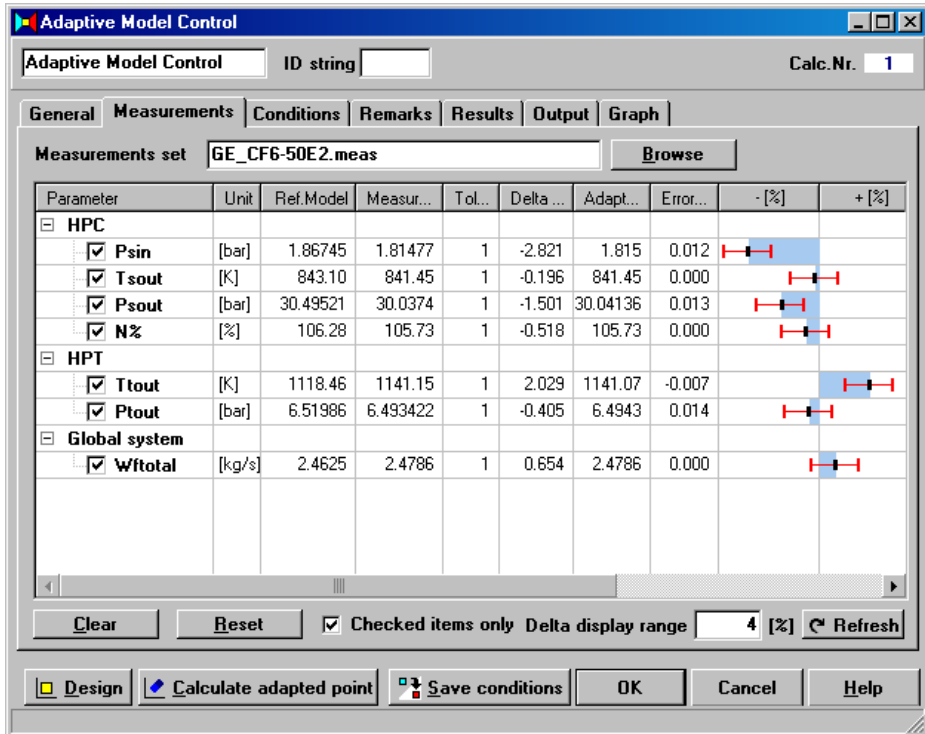 Adaptive Model Control
Adaptive Model Control ID string Calc.Nr. 1
General Measurements Conditions Remarks Results Output Graph
Measurements set GE_CF6-50E2.meas Browse
Parameter Unit Ref.Model Measur... Tol... Delta ... Adapt... Error... - [%] + [%]
HPC
Psin [bar] 1.86745 1.81477 1 -2.821 1.815 0.012
Tsout [K] 843.10 841.45 1 -0.196 841.45 0.000
Psout [bar] 30.49521 30.0374 1 -1.501 30.04136 0.013
N% [%] 106.28 105.73 1 -0.518 105.73 0.000
HPT
Ttout [K] 1118.46 1141.15 1 2.029 1141.07 -0.007
Ptout [bar] 6.51986 6.493422 1 -0.405 6.4943 0.014
Global system
Wftotal [kg/s] 2.4625 2.4786 1 0.654 2.4786 0.000
Clear Reset Checked items only Delta display range 4 [%] Refresh
Design Calculate adapted point Save conditions OK Cancel Help